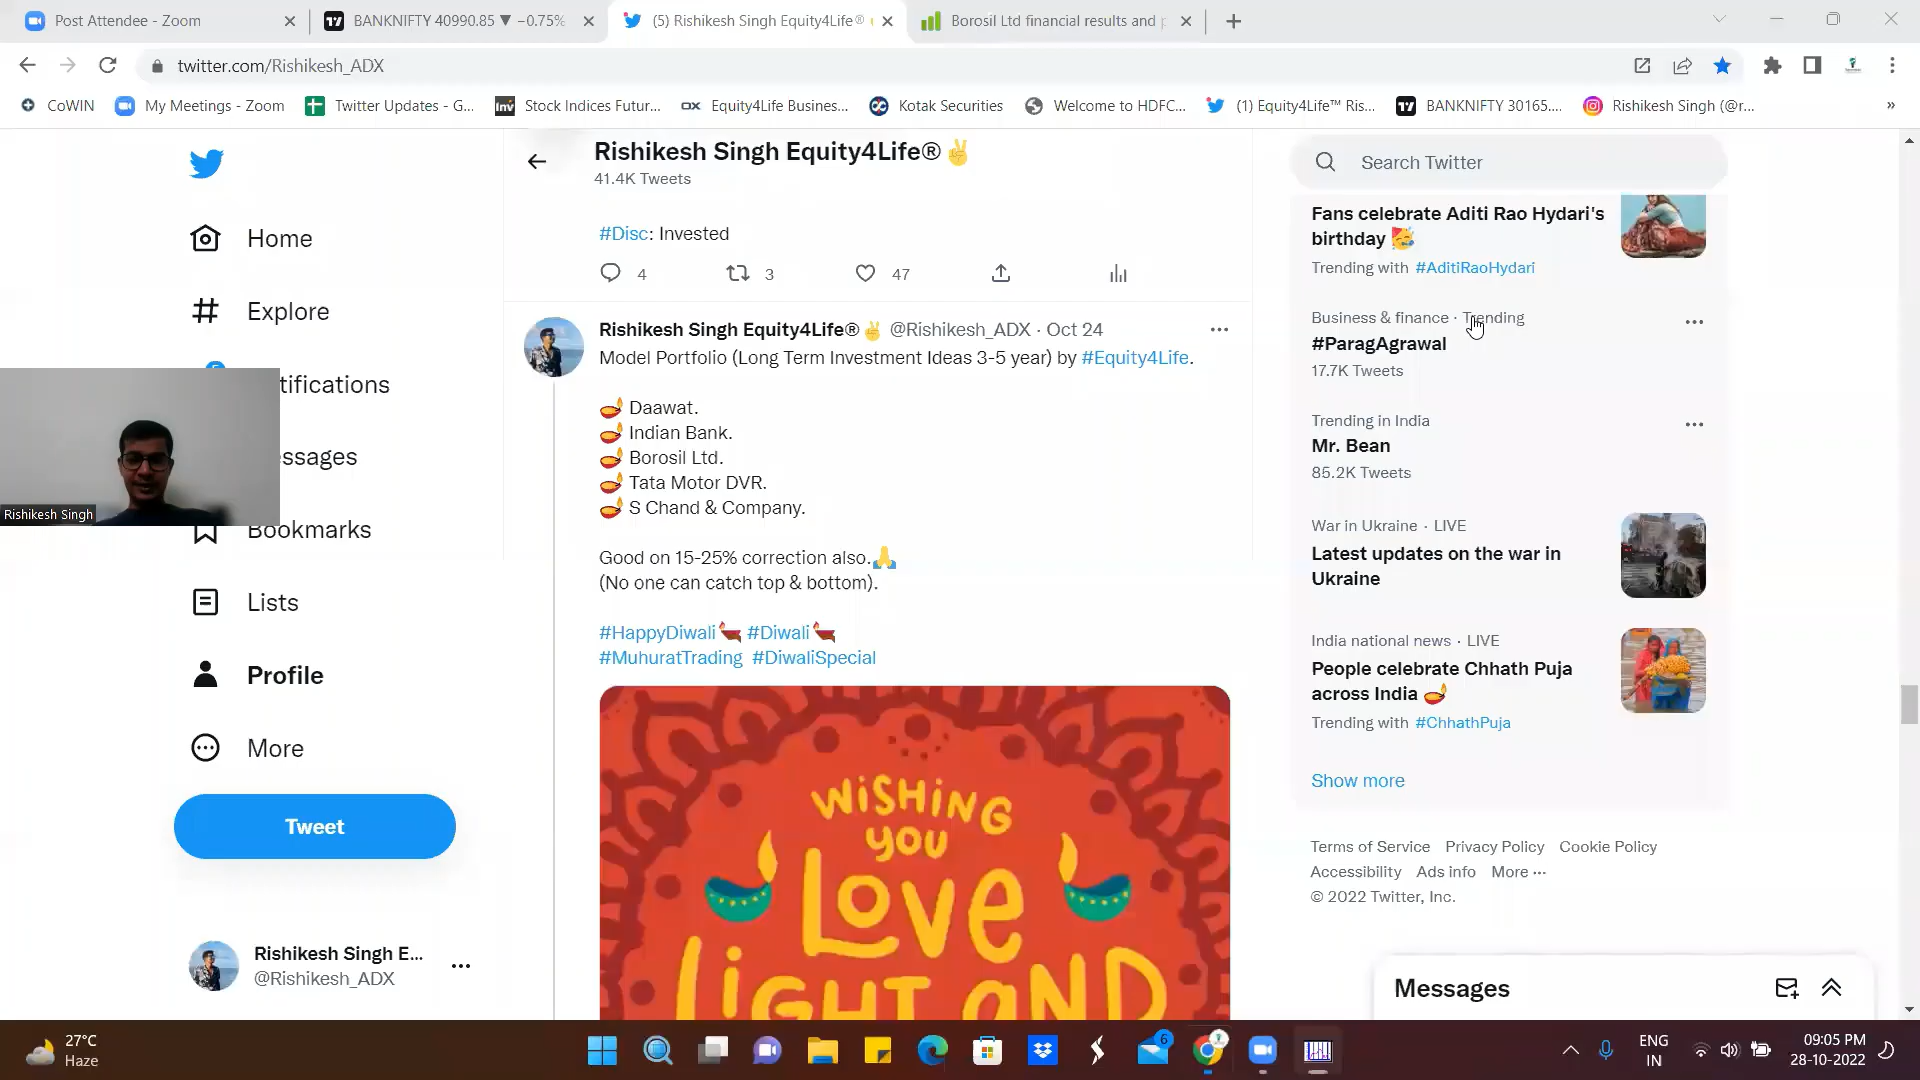 Post Attendee - Zoom
BANKNIFTY 40990.85 ▼ −0.75%
(5) Rishikesh Singh Equity4Life®
Borosil Ltd financial results and p
twitter.com/Rishikesh_ADX
CoWIN
My Meetings - Zoom
Twitter Updates - G...
Stock Indices Futur...
Equity4Life Busines...
Kotak Securities
Welcome to HDFC...
(1) Equity4Life™ Ris...
BANKNIFTY 30165....
Rishikesh Singh (@r...
»
Rishikesh Singh Equity4Life®✌
41.4K Tweets
Home
Explore
tifications
ssages
Bookmarks
Lists
Profile
More
Tweet
Rishikesh Singh
Rishikesh Singh E...
@Rishikesh_ADX
#Disc: Invested
4 3 47
Rishikesh Singh Equity4Life®✌ @Rishikesh_ADX · Oct 24
Model Portfolio (Long Term Investment Ideas 3-5 year) by #Equity4Life.
🪔 Daawat.
🪔 Indian Bank.
🪔 Borosil Ltd.
🪔 Tata Motor DVR.
🪔 S Chand & Company.
Good on 15-25% correction also.🙏
(No one can catch top & bottom).
#HappyDiwali #Diwali
#MuhuratTrading #DiwaliSpecial
WISHING
YOU
LOVE
LIGHT AND
Search Twitter
Fans celebrate Aditi Rao Hydari's
birthday 🥳
Trending with #AditiRaoHydari
Business & finance · Trending
#ParagAgrawal
17.7K Tweets
Trending in India
Mr. Bean
85.2K Tweets
War in Ukraine · LIVE
Latest updates on the war in
Ukraine
India national news · LIVE
People celebrate Chhath Puja
across India 🪔
Trending with #ChhathPuja
Show more
Terms of Service Privacy Policy Cookie Policy
Accessibility Ads info More ···
© 2022 Twitter, Inc.
Messages
27°C
Haze
6
ENG
IN
09:05 PM
28-10-2022